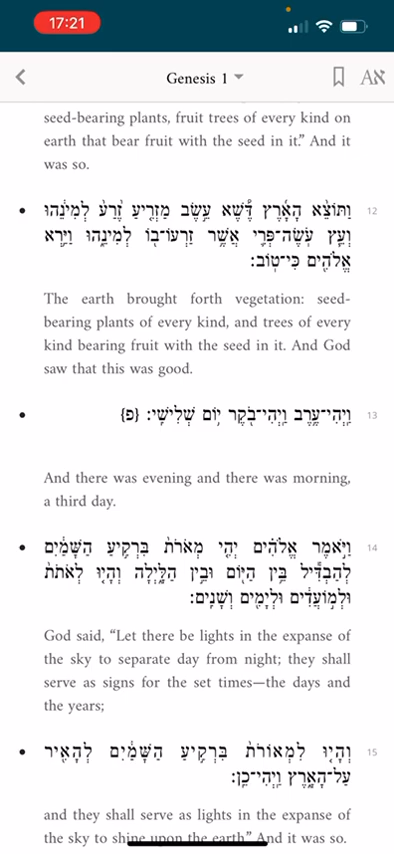 17:21
Genesis 1
Aא
seed-bearing plants, fruit trees of every kind on
earth that bear fruit with the seed in it.” And it
was so.
12
וַתּוֹצֵ֨א הָאָ֜רֶץ דֶּ֠שֶׁא עֵ֣שֶׂב מַזְרִ֤יעַ זֶ֙רַע֙ לְמִינֵ֔הוּ
וְעֵ֧ץ עֹֽשֶׂה־פְּרִ֛י אֲשֶׁ֥ר זַרְעוֹ־ב֖וֹ לְמִינֵ֑הוּ וַיַּ֥רְא
אֱלֹהִ֖ים כִּי־טֽוֹב׃
The earth brought forth vegetation: seed-
bearing plants of every kind, and trees of every
kind bearing fruit with the seed in it. And God
saw that this was good.
13
וַֽיְהִי־עֶ֥רֶב וַֽיְהִי־בֹ֖קֶר י֥וֹם שְׁלִישִֽׁי׃ {פ}
And there was evening and there was morning,
a third day.
14
וַיֹּ֣אמֶר אֱלֹהִ֗ים יְהִ֤י מְאֹרֹת֙ בִּרְקִ֣יעַ הַשָּׁמַ֔יִם
לְהַבְדִּ֕יל בֵּ֥ין הַיּ֖וֹם וּבֵ֣ין הַלָּ֑יְלָה וְהָי֤וּ לְאֹתֹת֙
וּלְמ֣וֹעֲדִ֔ים וּלְיָמִ֖ים וְשָׁנִֽים׃
God said, “Let there be lights in the expanse of
the sky to separate day from night; they shall
serve as signs for the set times—the days and
the years;
15
וְהָי֤וּ לִמְאוֹרֹת֙ בִּרְקִ֣יעַ הַשָּׁמַ֔יִם לְהָאִ֖יר
עַל־הָאָ֑רֶץ וַֽיְהִי־כֵֽן׃
and they shall serve as lights in the expanse of
the sky to shine upon the earth.” And it was so.